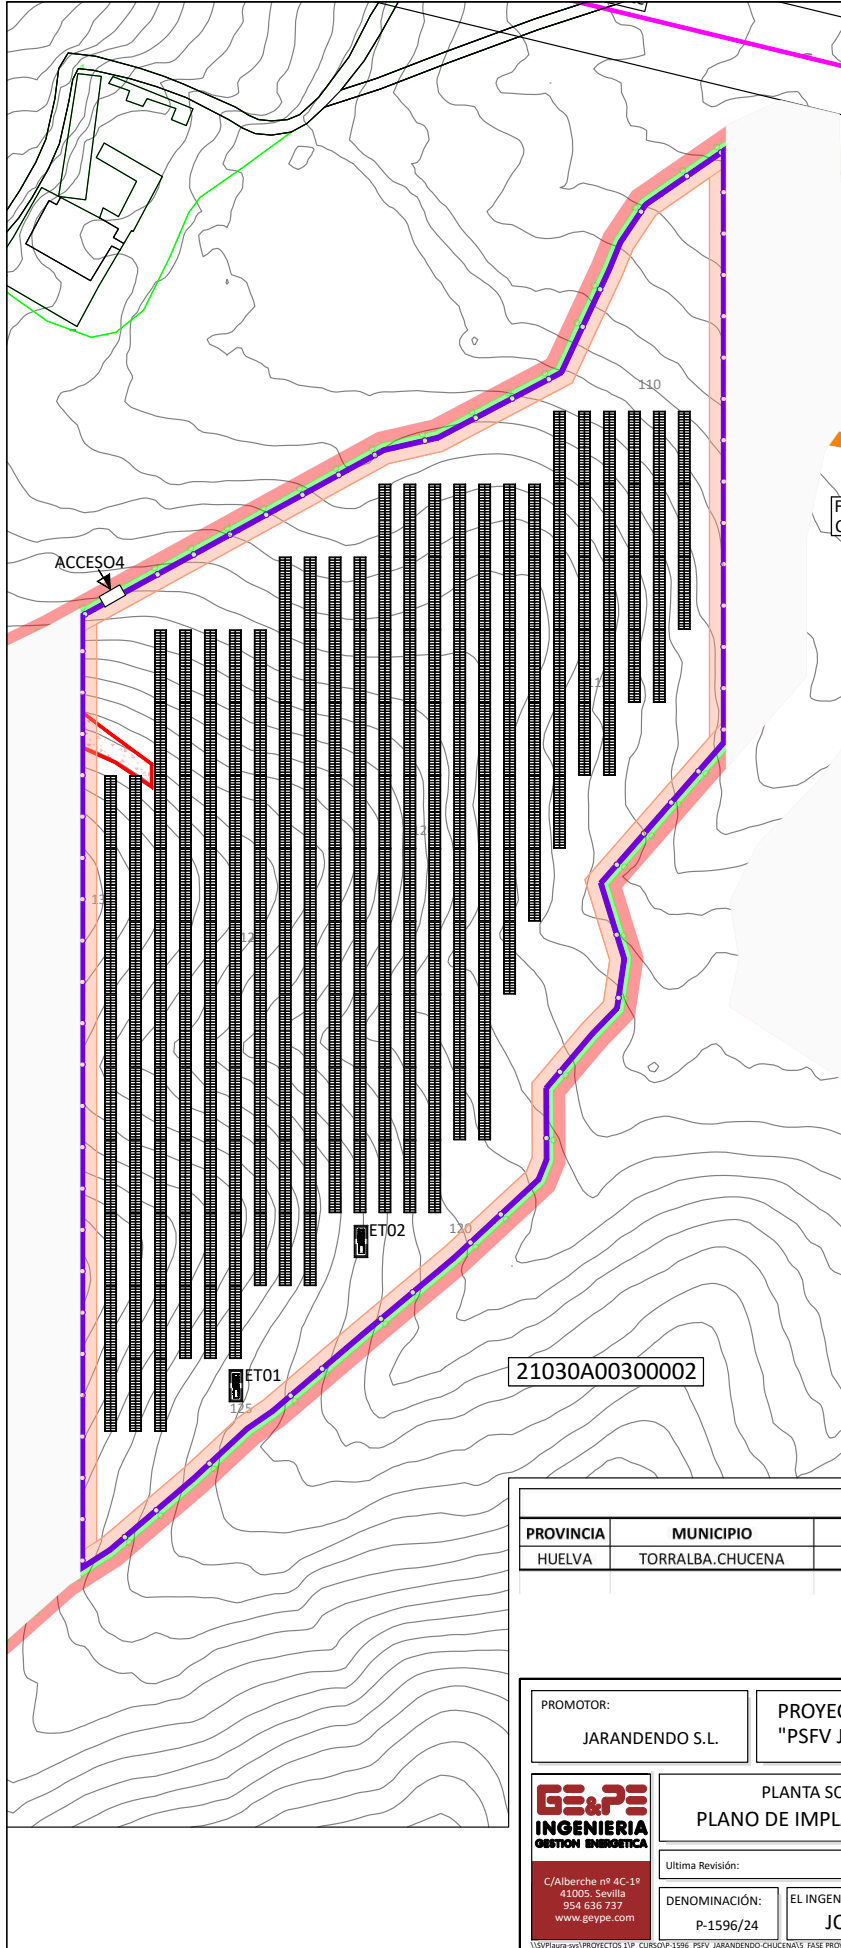 110
ACCESO4
ET02
120
ET01
125
21030A00300002
PROVINCIA MUNICIPIO
HUELVA TORRALBA.CHUCENA
PROMOTOR:
JARANDENDO S.L.
PROYEC
"PSFV J
GE&PE
INGENIERIA
GESTION ENERGETICA
C/Alberche nº 4C-1º
41005. Sevilla
954 636 737
www.geype.com
PLANTA SO
PLANO DE IMPL
Ultima Revisión:
DENOMINACIÓN:
P-1596/24
EL INGEN
JO